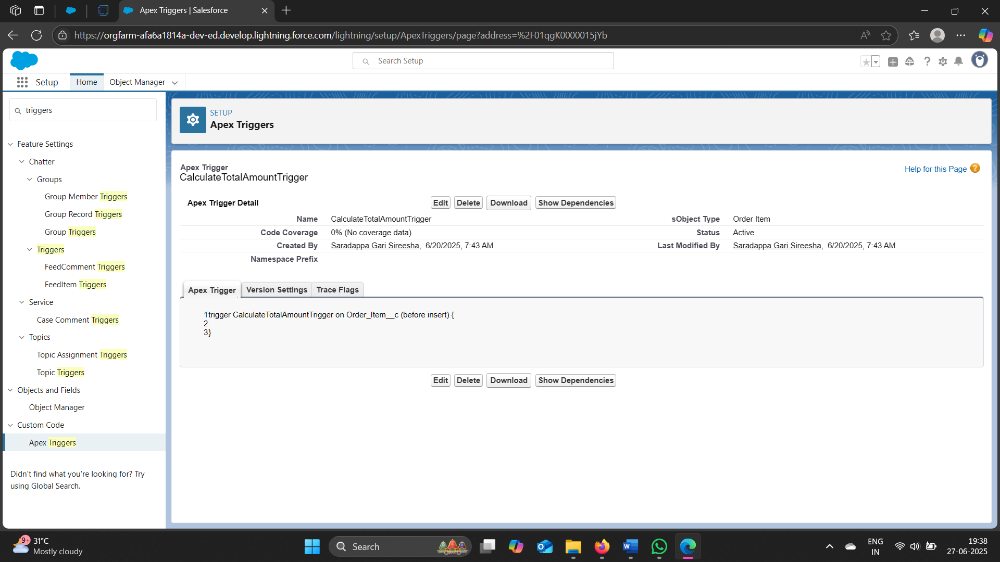 Apex Triggers | Salesforce
https://orgfarm-afa6a1814a-dev-ed.develop.lightning.force.com/lightning/setup/ApexTriggers/page?address=%2F01qgK0000015jYb
Search Setup
Setup
Home
Object Manager
triggers
Feature Settings
Chatter
Groups
Group Member Triggers
Group Record Triggers
Group Triggers
Triggers
FeedComment Triggers
FeedItem Triggers
Service
Case Comment Triggers
Topics
Topic Assignment Triggers
Topic Triggers
Objects and Fields
Object Manager
Custom Code
Apex Triggers
Didn't find what you're looking for? Try
using Global Search.
SETUP
Apex Triggers
Apex Trigger
CalculateTotalAmountTrigger
Help for this Page
Apex Trigger Detail
Edit Delete Download Show Dependencies
Name CalculateTotalAmountTrigger sObject Type Order Item
Code Coverage 0% (No coverage data) Status Active
Created By Saradappa Gari Sireesha, 6/20/2025, 7:43 AM Last Modified By Saradappa Gari Sireesha, 6/20/2025, 7:43 AM
Namespace Prefix
Apex Trigger Version Settings Trace Flags
1trigger CalculateTotalAmountTrigger on Order_Item__c (before insert) {
2
3}
Edit Delete Download Show Dependencies
9+
31°C
Mostly cloudy
Search
ENG
IN
19:38
27-06-2025